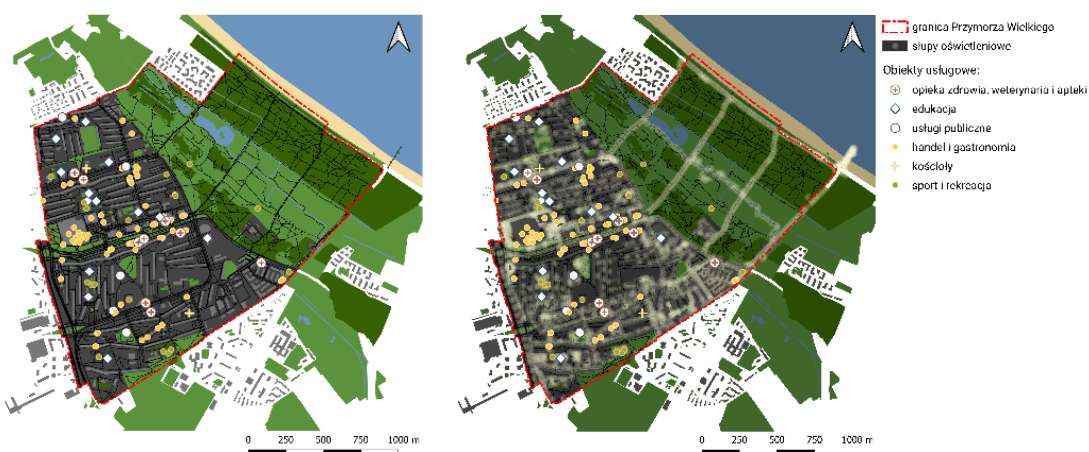 granica Przymorza Wielkiego
słupy oświetleniowe
Obiekty usługowe:
opieka zdrowia, weterynaria i apteki
edukacja
usługi publiczne
handel i gastronomia
kościoły
sport i rekreacja
0 250 500 750 1000 m
0 250 500 750 1000 m